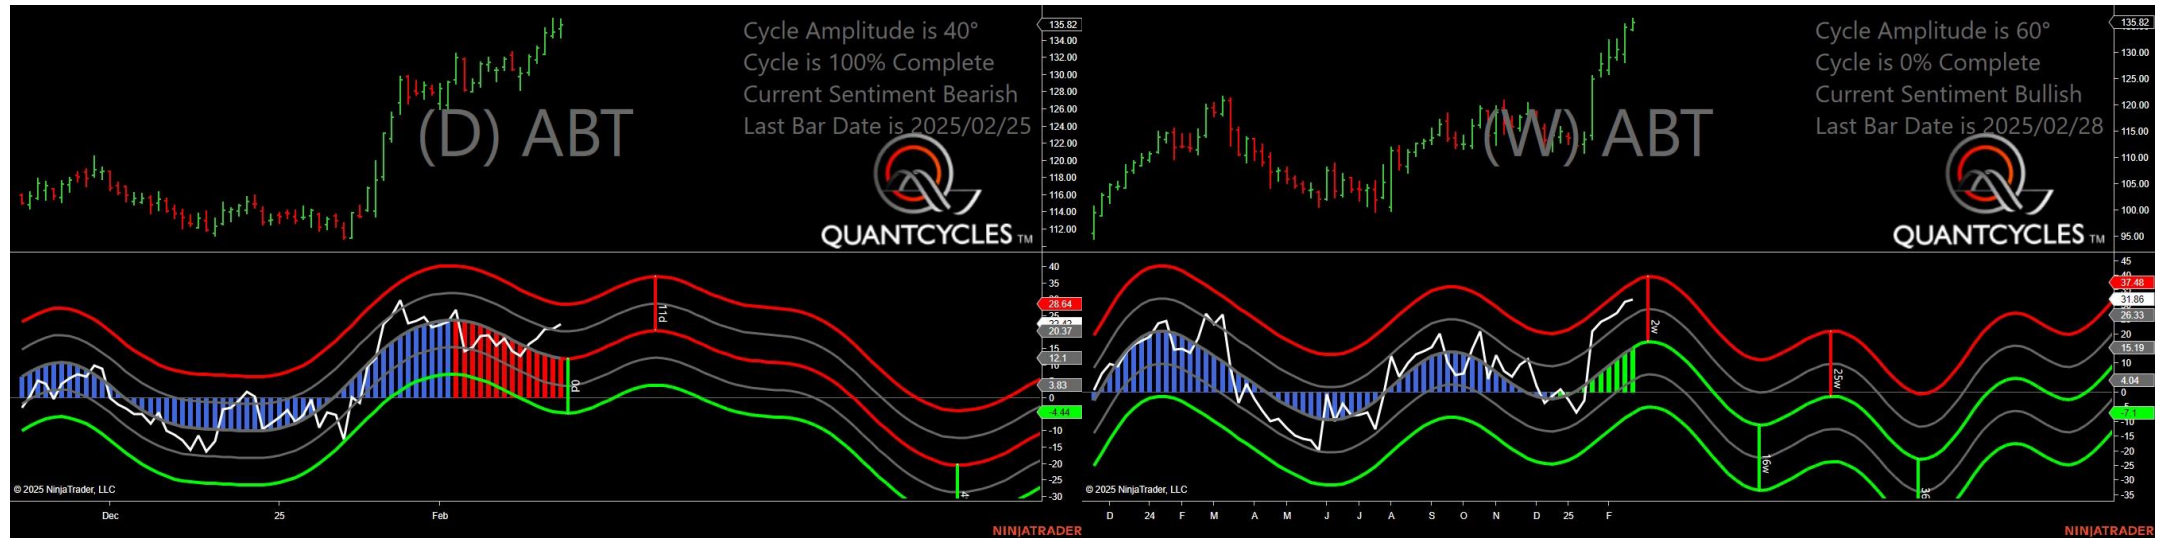 Cycle Amplitude is 40°
Cycle is 100% Complete
Current Sentiment Bearish
Last Bar Date is 2025/02/25
(D) ABT
QUANTCYCLES TM
135.82
134.00
132.00
130.00
128.00
126.00
124.00
122.00
120.00
118.00
116.00
114.00
112.00
40
35
28.64
25
20.37
15
12.1
10
3.83
0
-4.44
-10
-15
-20
-25
-30
11d
0d
© 2025 NinjaTrader, LLC
Dec
25
Feb
NINJATRADER
Cycle Amplitude is 60°
Cycle is 0% Complete
Current Sentiment Bullish
Last Bar Date is 2025/02/28
(W) ABT
QUANTCYCLES TM
135.82
130.00
125.00
120.00
115.00
110.00
105.00
100.00
95.00
45
40
37.48
31.86
26.33
20
15.19
10
4.04
0
-7.1
-10
-15
-20
-25
-30
-35
2w
25w
16w
36
© 2025 NinjaTrader, LLC
D
24
F
M
A
M
J
J
A
S
O
N
D
25
F
NINJATRADER